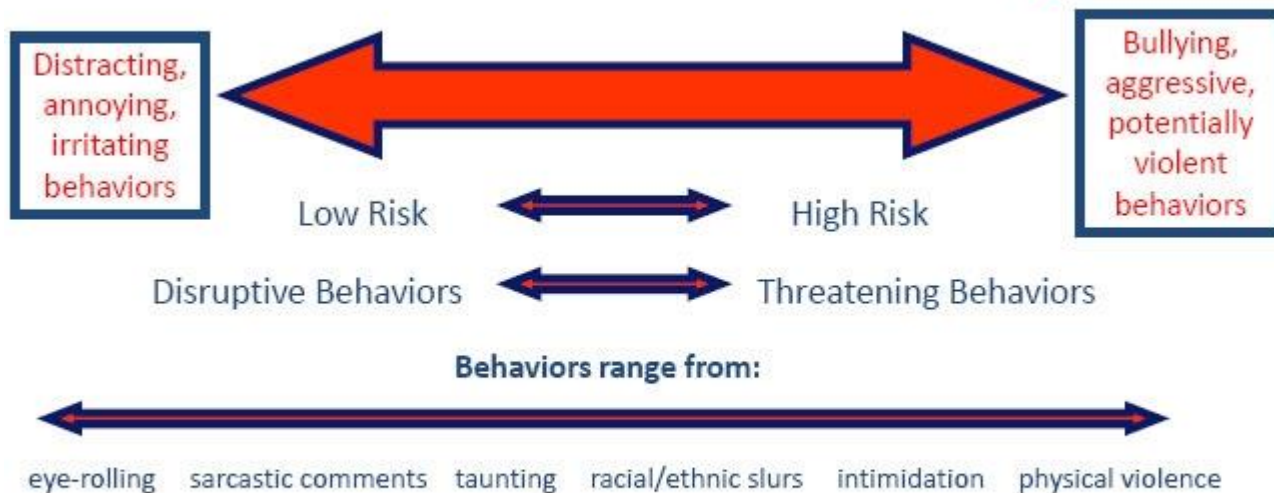 Distracting,
annoying,
irritating
behaviors
Bullying,
aggressive,
potentially
violent
behaviors
Low Risk High Risk
Disruptive Behaviors Threatening Behaviors
Behaviors range from:
eye-rolling sarcastic comments taunting racial/ethnic slurs intimidation physical violence